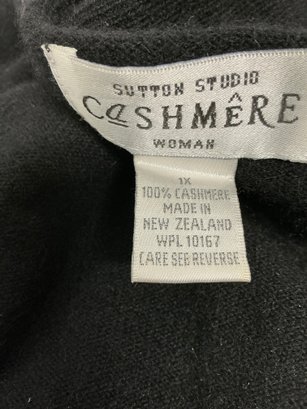 SUTTON STUDIO
CaSHMÊRE
WOMAN
1X
100% CASHMERE
MADE IN
NEW ZEALAND
WPL 10167
CARE SEE REVERSE